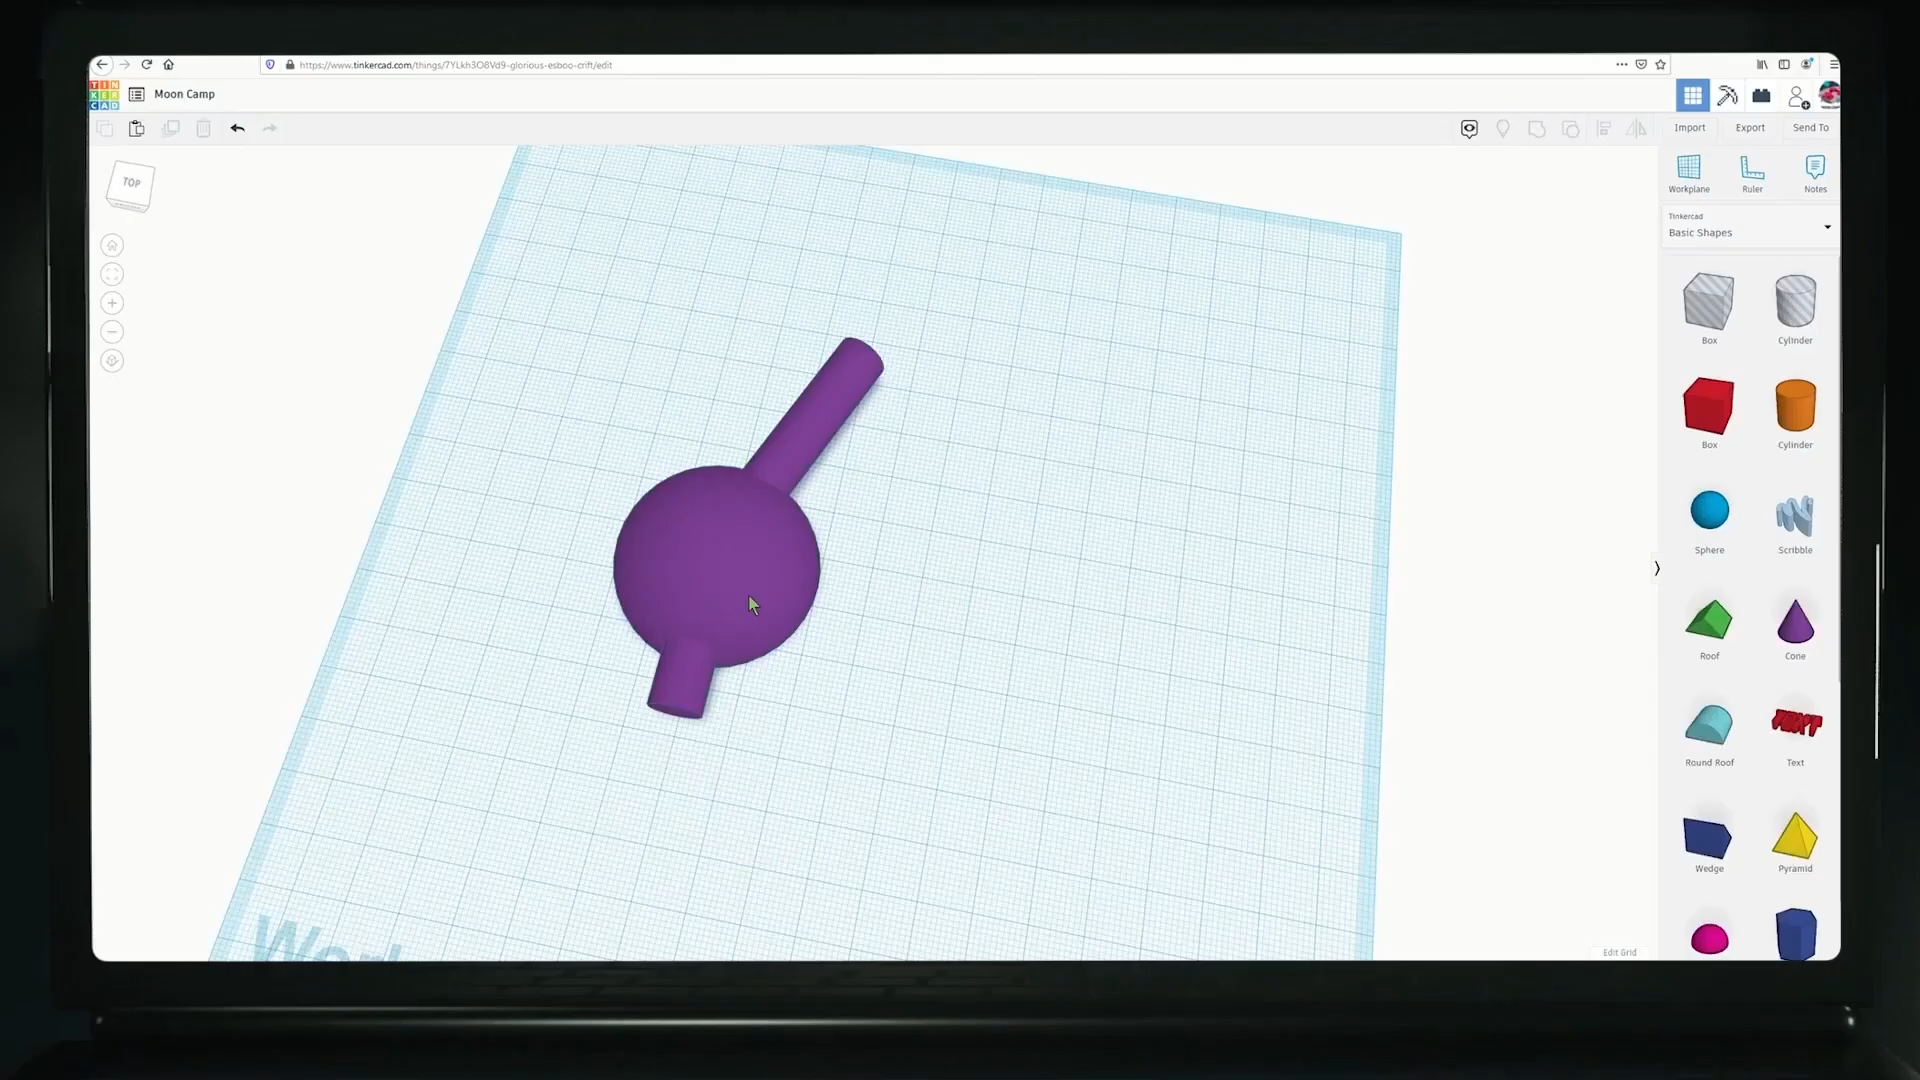 https://www.tinkercad.com/things/7YLkh3O8Vd9-glorious-esboo-crift/edit
TIN
KER
CAD
Moon Camp
Import
Export
Send To
TOP
Workplane
Ruler
Notes
Tinkercad
Basic Shapes
Box
Cylinder
Box
Cylinder
Sphere
Scribble
Roof
Cone
Round Roof
TEXT
Text
Wedge
Pyramid
Edit Grid